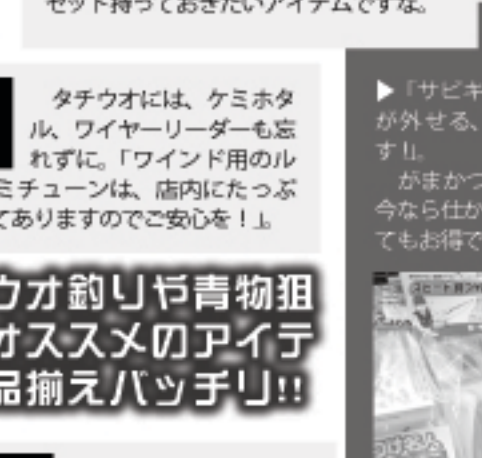 セット持っておきたいアイテムですな。
タチウオには、ケミホタ
ル、ワイヤーリーダーも忘
れずに。「ワインド用のル
ミチューンは、店内にたっぷ
てありますのでご安心を！」。
ウオ釣りや青物狙
オススメのアイテ
品揃えバッチリ!!
▶「サビキ
が外せる、
す！」。
がまかつ
今なら仕か
てもお得で